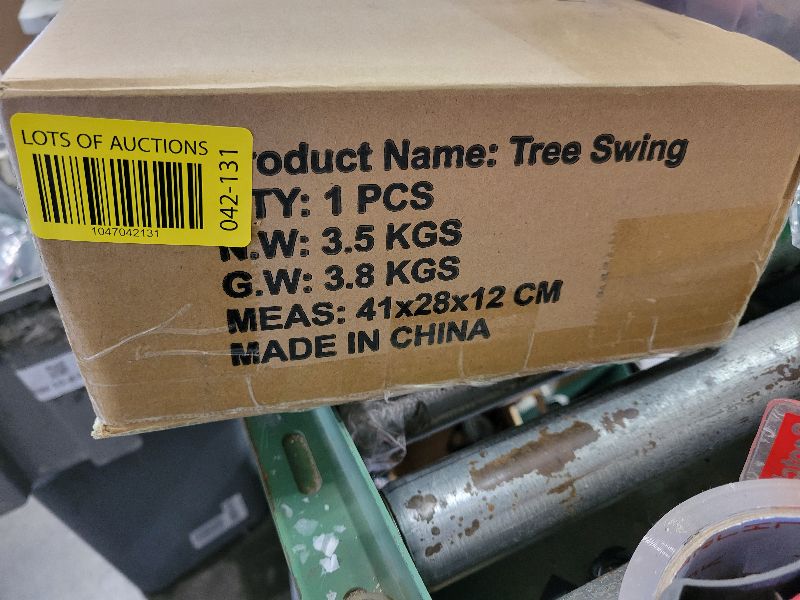 LOTS OF AUCTIONS
1047042131
042-131
roduct Name: Tree Swing
TY: 1 PCS
N.W: 3.5 KGS
G.W: 3.8 KGS
MEAS: 41x28x12 CM
MADE IN CHINA